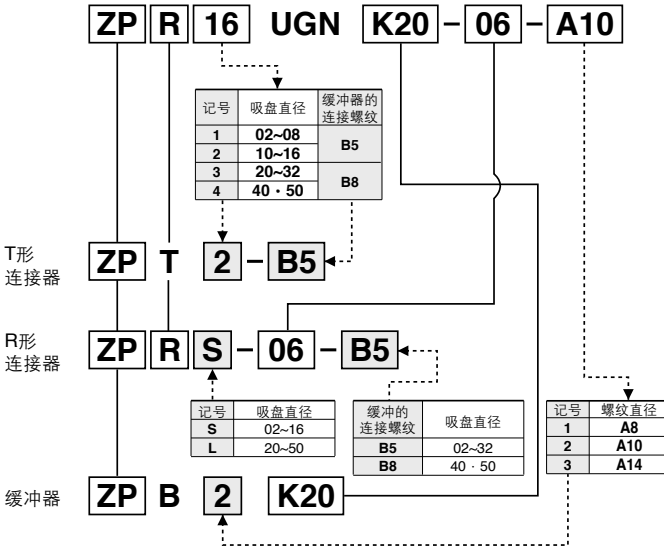 ZP R 16 UGN K20 − 06 − A10
记号 吸盘直径 缓冲器的连接螺纹
1 02~08 B5
2 10~16
3 20~32 B8
4 40・50
T形
连接器
ZP T 2 − B5
R形
连接器
ZP R S − 06 − B5
记号 吸盘直径
S 02~16
L 20~50
缓冲的
连接螺纹 吸盘直径
B5 02~32
B8 40・50
记号 螺纹直径
1 A8
2 A10
3 A14
缓冲器 ZP B 2 K20